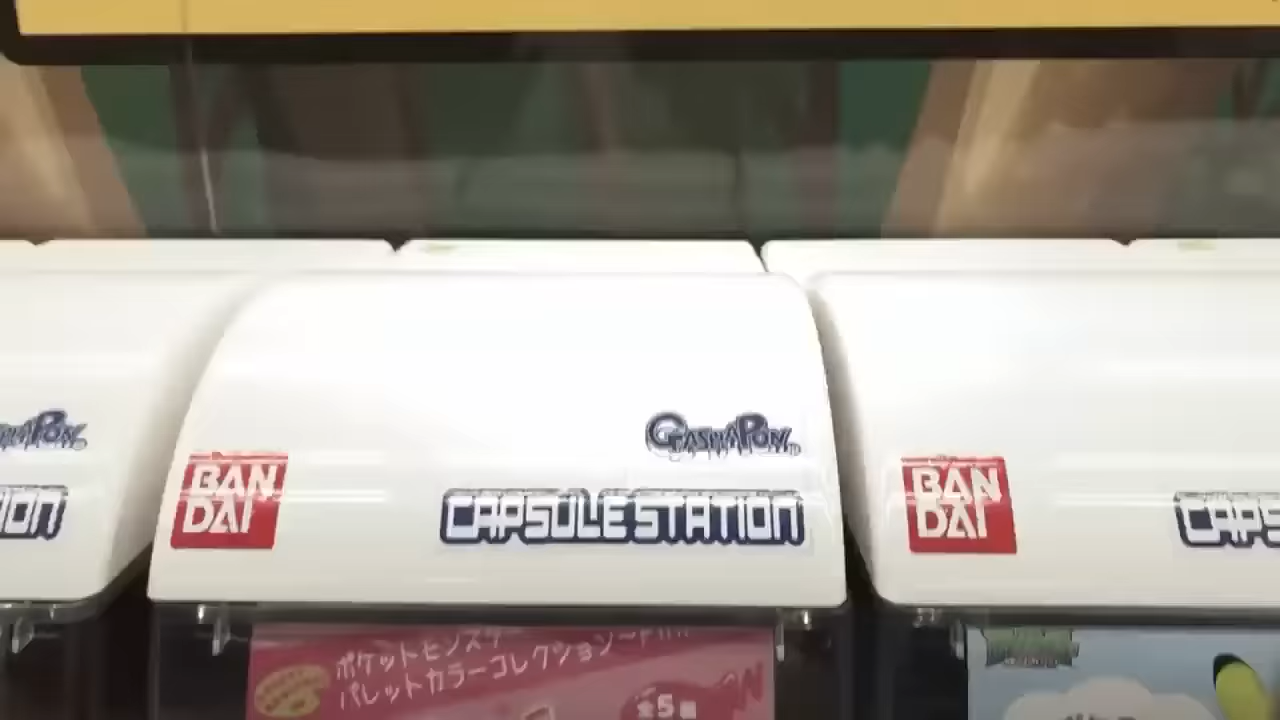 GASHAPON
BAN
DAI
CAPSULE STATION
BAN
DAI
CAPS
ION
ポケットモンスター
パレットカラーコレクション
全5種